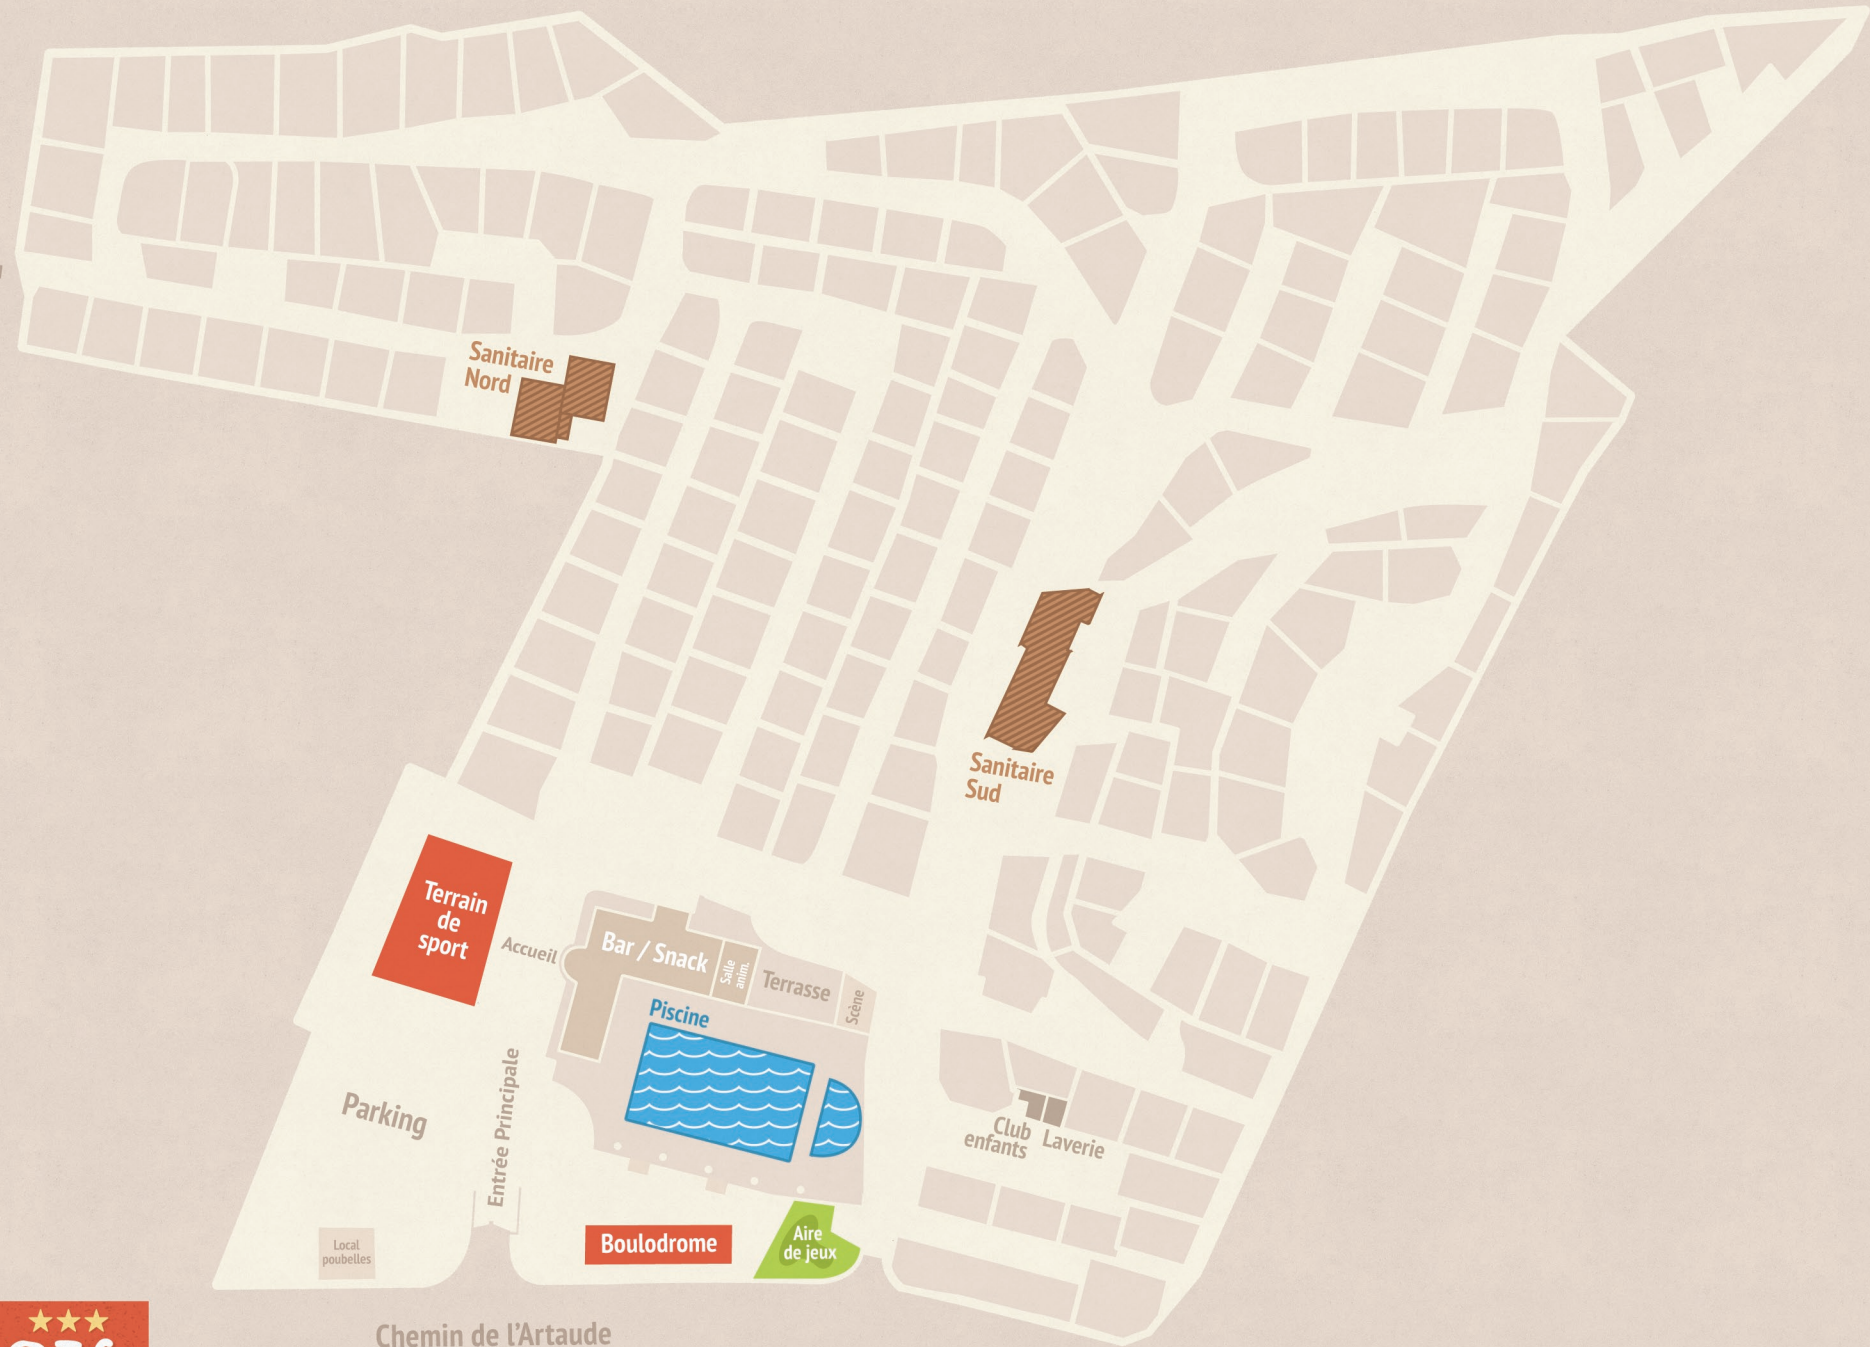 Sanitaire
Nord
Sanitaire
Sud
Terrain
de
sport
Accueil
Bar / Snack
Salle
anim.
Terrasse
Scène
Piscine
Parking
Entrée Principale
Club
enfants
Laverie
Local
poubelles
Boulodrome
Aire
de jeux
Chemin de l'Artaude